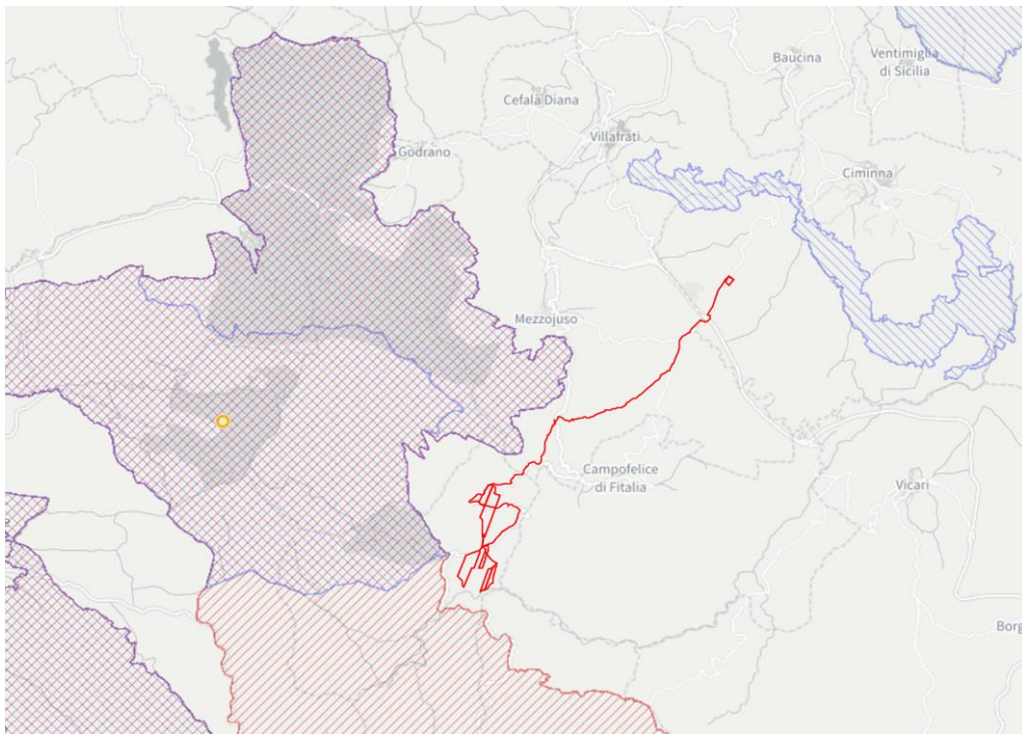 Baucina
Ventimiglia
di Sicilia
Cefalà Diana
Villafrati
Godrano
Ciminna
Mezzojuso
Campofelice
di Fitalia
Vicari
e
Borg